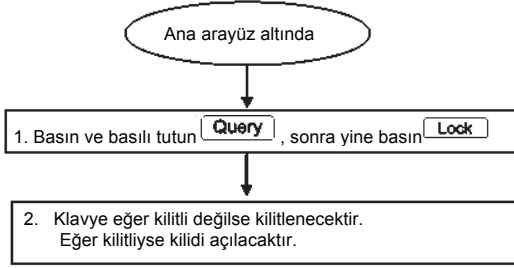 Ana arayüz altında
1. Basın ve basılı tutun Query , sonra yine basın Lock
2. Klavye eğer kilitli değilse kilitlenecektir.
Eğer kilitliyse kilidi açılacaktır.